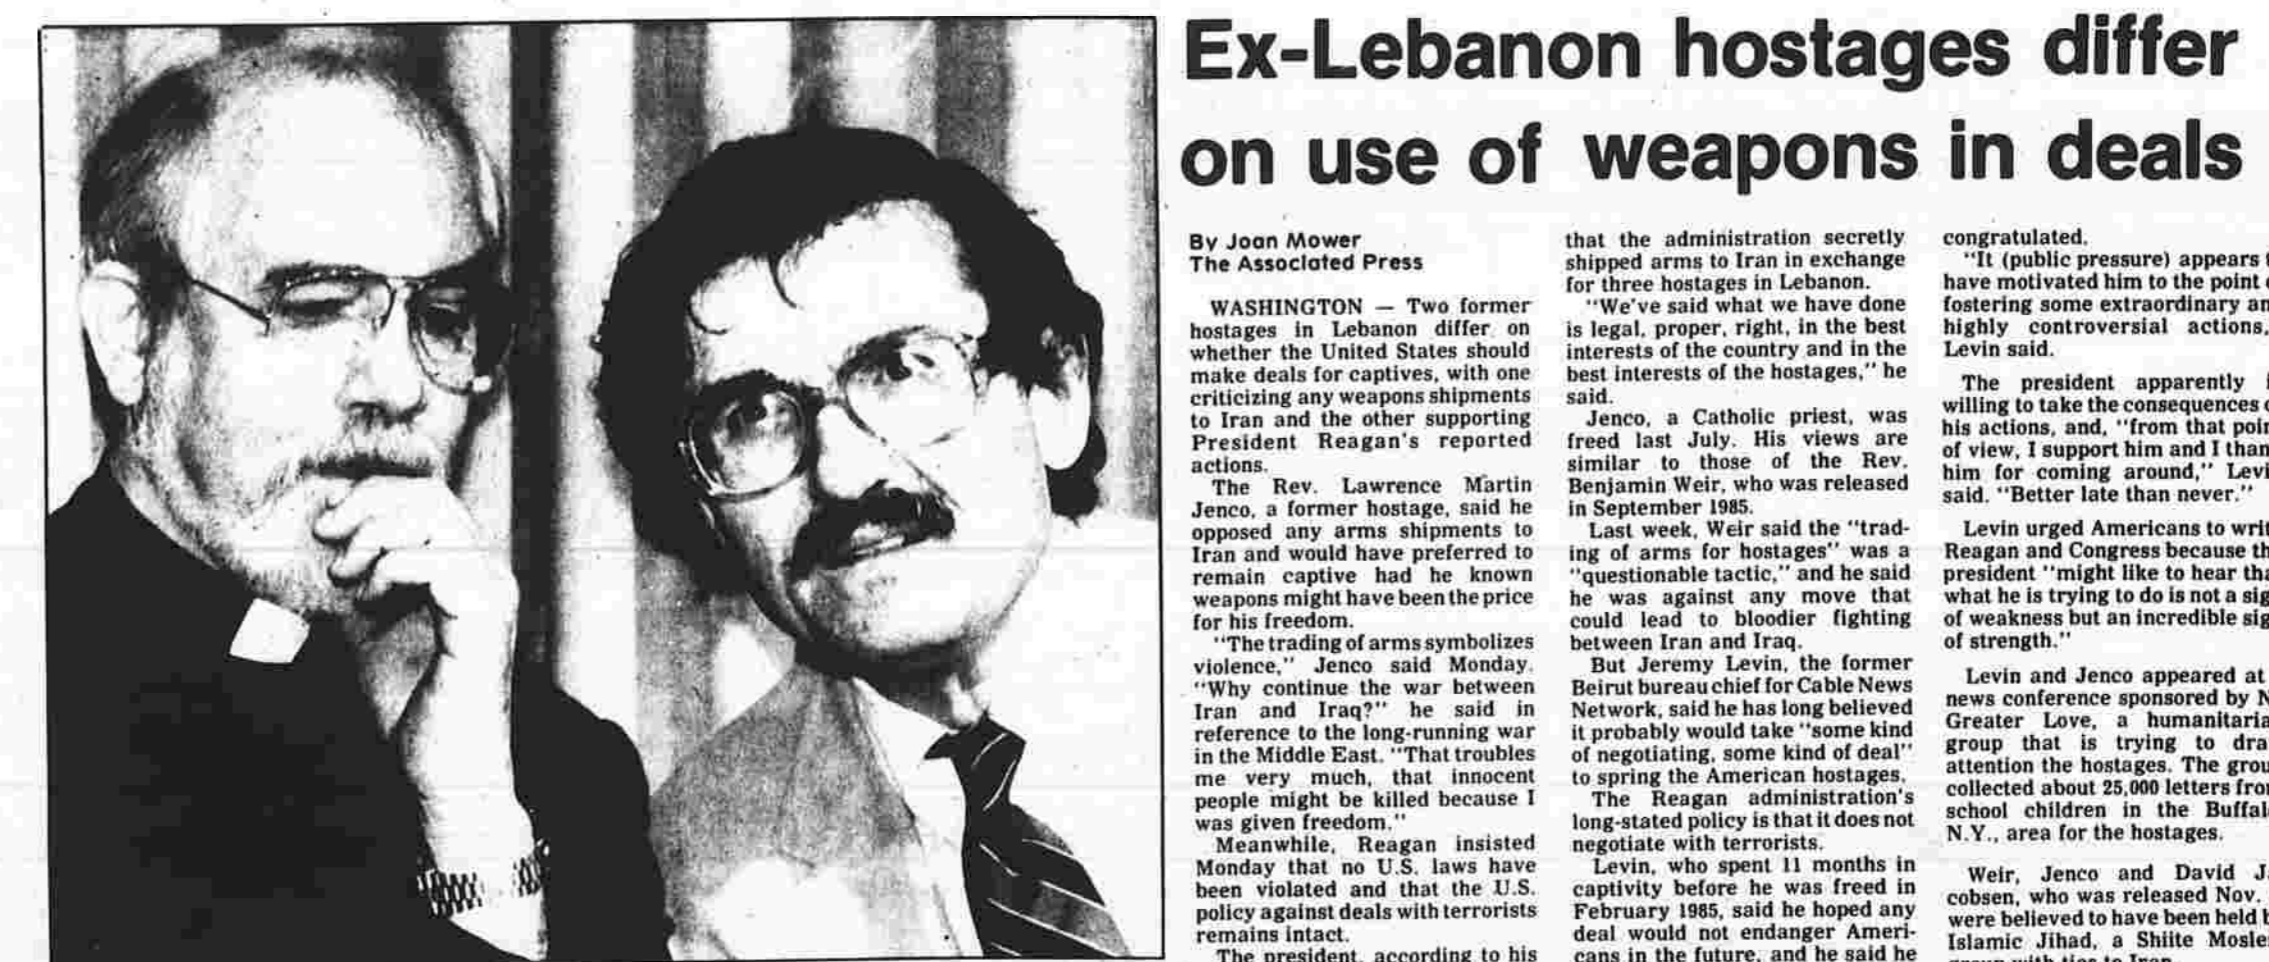 Ex-Lebanon hostages differ
on use of weapons in deals
By Joan Mower
The Associated Press
WASHINGTON — Two former
hostages in Lebanon differ on
whether the United States should
make deals for captives, with one
criticizing any weapons shipments
to Iran and the other supporting
President Reagan's reported
actions.
The Rev. Lawrence Martin
Jenco, a former hostage, said he
opposed any arms shipments to
Iran and would have preferred to
remain captive had he known
weapons might have been the price
for his freedom.
"The trading of arms symbolizes
violence," Jenco said Monday.
"Why continue the war between
Iran and Iraq?" he said in
reference to the long-running war
in the Middle East. "That troubles
me very much, that innocent
people might be killed because I
was given freedom."
Meanwhile, Reagan insisted
Monday that no U.S. laws have
been violated and that the U.S.
policy against deals with terrorists
remains intact.
The president, according to his
that the administration secretly
shipped arms to Iran in exchange
for three hostages in Lebanon.
"We've said what we have done
is legal, proper, right, in the best
interests of the country and in the
best interests of the hostages," he
said.
Jenco, a Catholic priest, was
freed last July. His views are
similar to those of the Rev.
Benjamin Weir, who was released
in September 1985.
Last week, Weir said the "trad-
ing of arms for hostages" was a
"questionable tactic," and he said
he was against any move that
could lead to bloodier fighting
between Iran and Iraq.
But Jeremy Levin, the former
Beirut bureau chief for Cable News
Network, said he has long believed
it probably would take "some kind
of negotiating, some kind of deal"
to spring the American hostages.
The Reagan administration's
long-stated policy is that it does not
negotiate with terrorists.
Levin, who spent 11 months in
captivity before he was freed in
February 1985, said he hoped any
deal would not endanger Ameri-
cans in the future, and he said he
congratulated.
"It (public pressure) appears
have motivated him to the point
fostering some extraordinary
highly controversial actions,
Levin said.
The president apparently
willing to take the consequences
his actions, and, "from that
of view, I support him and I
him for coming around,"
said. "Better late than never."
Levin urged Americans to
Reagan and Congress because
president "might like to hear
what he is trying to do is not a
of weakness but an incredible
of strength."
Levin and Jenco appeared at
news conference sponsored by
Greater Love, a
group that is trying to
attention the hostages. The
collected about 25,000 letters
school children in the
N.Y., area for the hostages.
Weir, Jenco and David
cobsen, who was released Nov.
were believed to have been held
Islamic Jihad, a Shiite
group with ties to Iran